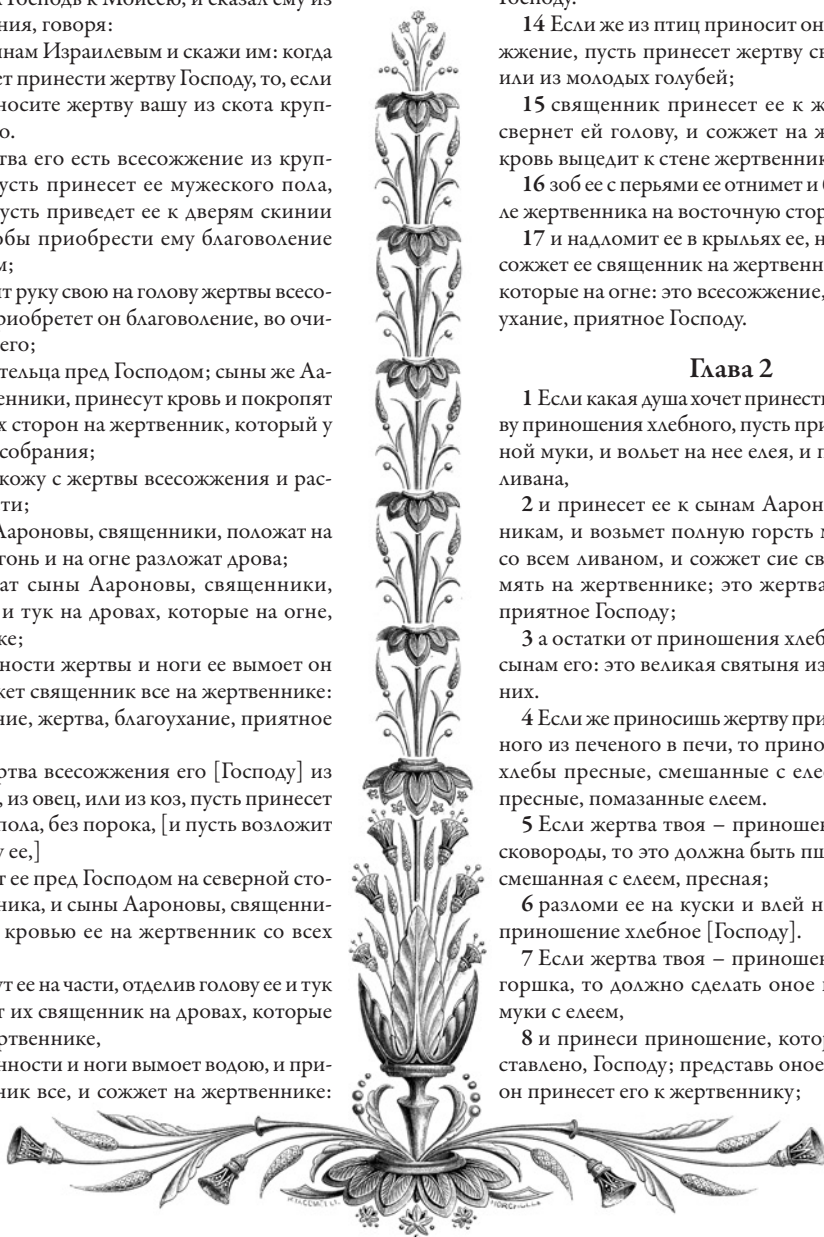 Господь к Моисею, и сказал ему из
ния, говоря:
нам Израилевым и скажи им: когда
ет принести жертву Господу, то, если
носите жертву вашу из скота круп-
о.
тва его есть всесожжение из круп-
усть принесет ее мужеского пола,
усть приведет ее к дверям скинии
обы приобрести ему благоволение
м;
ит руку свою на голову жертвы всесо-
риобретет он благоволение, во очи-
его;
тельца пред Господом; сыны же Аа-
енники, принесут кровь и покропят
х сторон на жертвенник, который у
собрания;
кожу с жертвы всесожжения и рас-
ти;
Аароновы, священники, положат на
огонь и на огне разложат дрова;
ат сыны Аароновы, священники,
и тук на дровах, которые на огне,
ке;
ности жертвы и ноги ее вымоет он
жет священник все на жертвеннике:
ние, жертва, благоухание, приятное
ртва всесожжения его [Господу] из
, из овец, или из коз, пусть принесет
пола, без порока, [и пусть возложит
у ее,]
т ее пред Господом на северной сто-
ника, и сыны Аароновы, священни-
кровью ее на жертвенник со всех
ут ее на части, отделив голову ее и тук
т их священник на дровах, которые
ртвеннике,
нности и ноги вымоет водою, и при-
ник все, и сожжет на жертвеннике:
Господу.
14 Если же из птиц приносит он
жжение, пусть принесет жертву св
или из молодых голубей;
15 священник принесет ее к ж
свернет ей голову, и сожжет на ж
кровь выцедит к стене жертвенник
16 зоб ее с перьями ее отнимет и б
ле жертвенника на восточную стор
17 и надломит ее в крыльях ее, н
сожжет ее священник на жертвенн
которые на огне: это всесожжение,
ухание, приятное Господу.
Глава 2
1 Если какая душа хочет принести
ву приношения хлебного, пусть при
ной муки, и вольет на нее елея, и п
ливана,
2 и принесет ее к сынам Аарон
никам, и возьмет полную горсть м
со всем ливаном, и сожжет сие св
мять на жертвеннике; это жертва
приятное Господу;
3 а остатки от приношения хлеб
сынам его: это великая святыня из
них.
4 Если же приносишь жертву при
ного из печеного в печи, то прино
хлебы пресные, смешанные с елее
пресные, помазанные елеем.
5 Если жертва твоя – приношен
сковороды, то это должна быть пш
смешанная с елеем, пресная;
6 разломи ее на куски и влей н
приношение хлебное [Господу].
7 Если жертва твоя – приношен
горшка, то должно сделать оное
муки с елеем,
8 и принеси приношение, котор
ставлено, Господу; представь оное
он принесет его к жертвеннику;